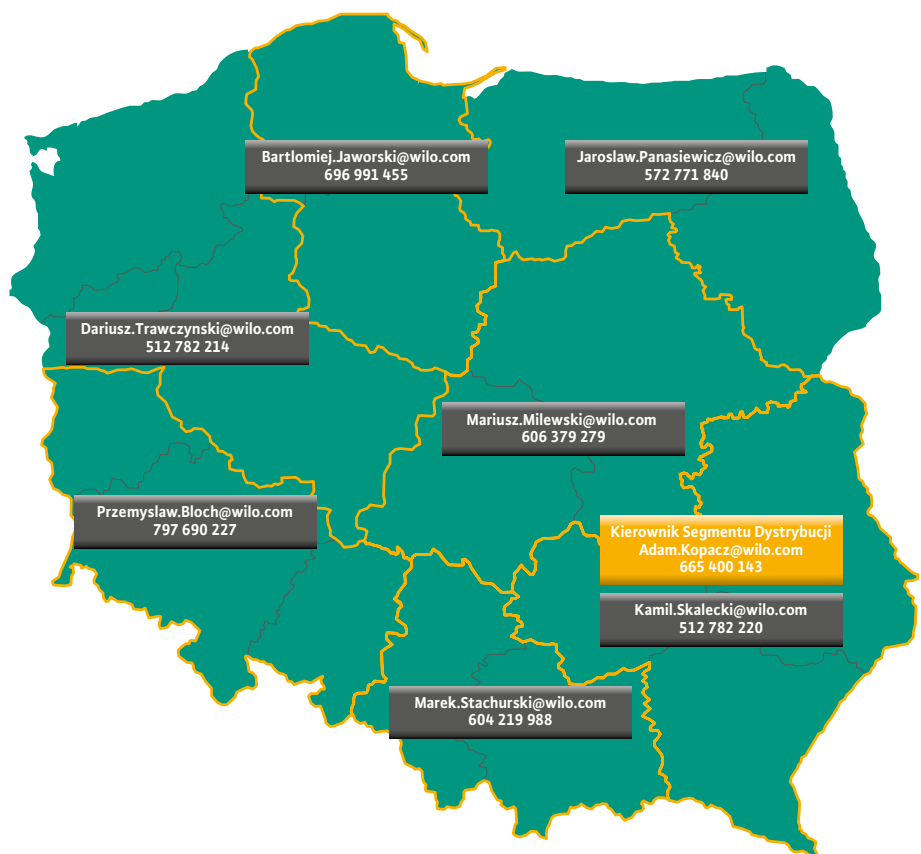 Bartlomiej.Jaworski@wilo.com
696 991 455
Jaroslaw.Panasiewicz@wilo.com
572 771 840
Dariusz.Trawczynski@wilo.com
512 782 214
Mariusz.Milewski@wilo.com
606 379 279
Przemyslaw.Bloch@wilo.com
797 690 227
Kierownik Segmentu Dystrybucji
Adam.Kopacz@wilo.com
665 400 143
Kamil.Skalecki@wilo.com
512 782 220
Marek.Stachurski@wilo.com
604 219 988